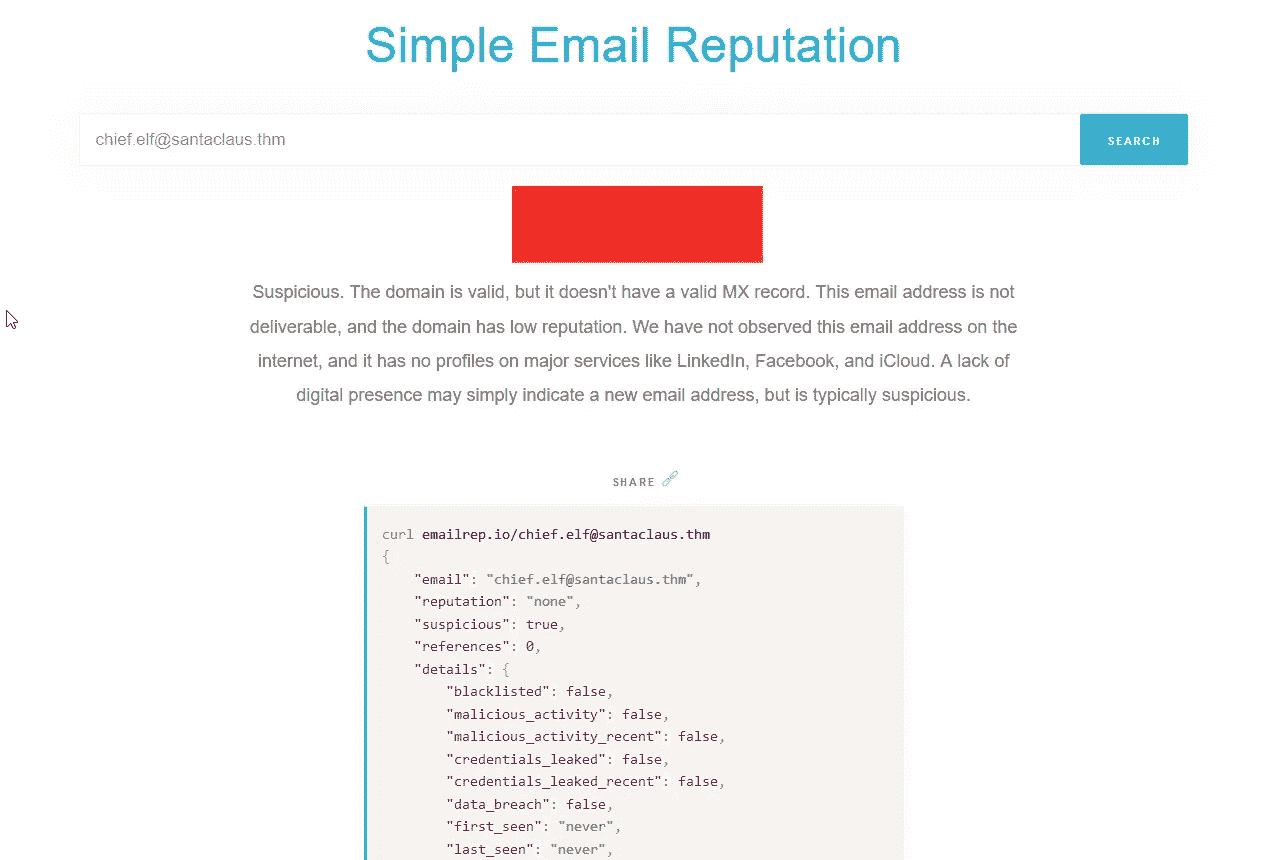 Simple Email Reputation
chief.elf@santaclaus.thm
SEARCH
Suspicious. The domain is valid, but it doesn't have a valid MX record. This email address is not
deliverable, and the domain has low reputation. We have not observed this email address on the
internet, and it has no profiles on major services like LinkedIn, Facebook, and iCloud. A lack of
digital presence may simply indicate a new email address, but is typically suspicious.
SHARE
curl emailrep.io/chief.elf@santaclaus.thm
{
    "email": "chief.elf@santaclaus.thm",
    "reputation": "none",
    "suspicious": true,
    "references": 0,
    "details": {
        "blacklisted": false,
        "malicious_activity": false,
        "malicious_activity_recent": false,
        "credentials_leaked": false,
        "credentials_leaked_recent": false,
        "data_breach": false,
        "first_seen": "never",
        "last_seen": "never",